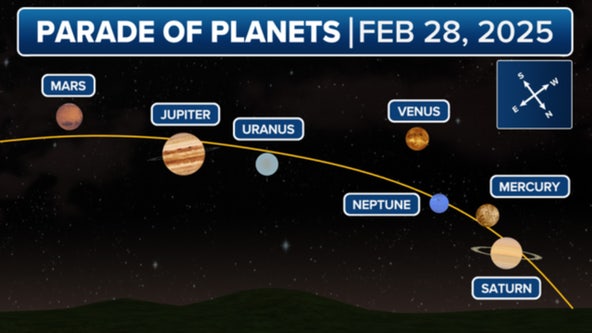 PARADE OF PLANETS | FEB 28, 2025
MARS
JUPITER
URANUS
VENUS
S
W
E
N
NEPTUNE
MERCURY
SATURN